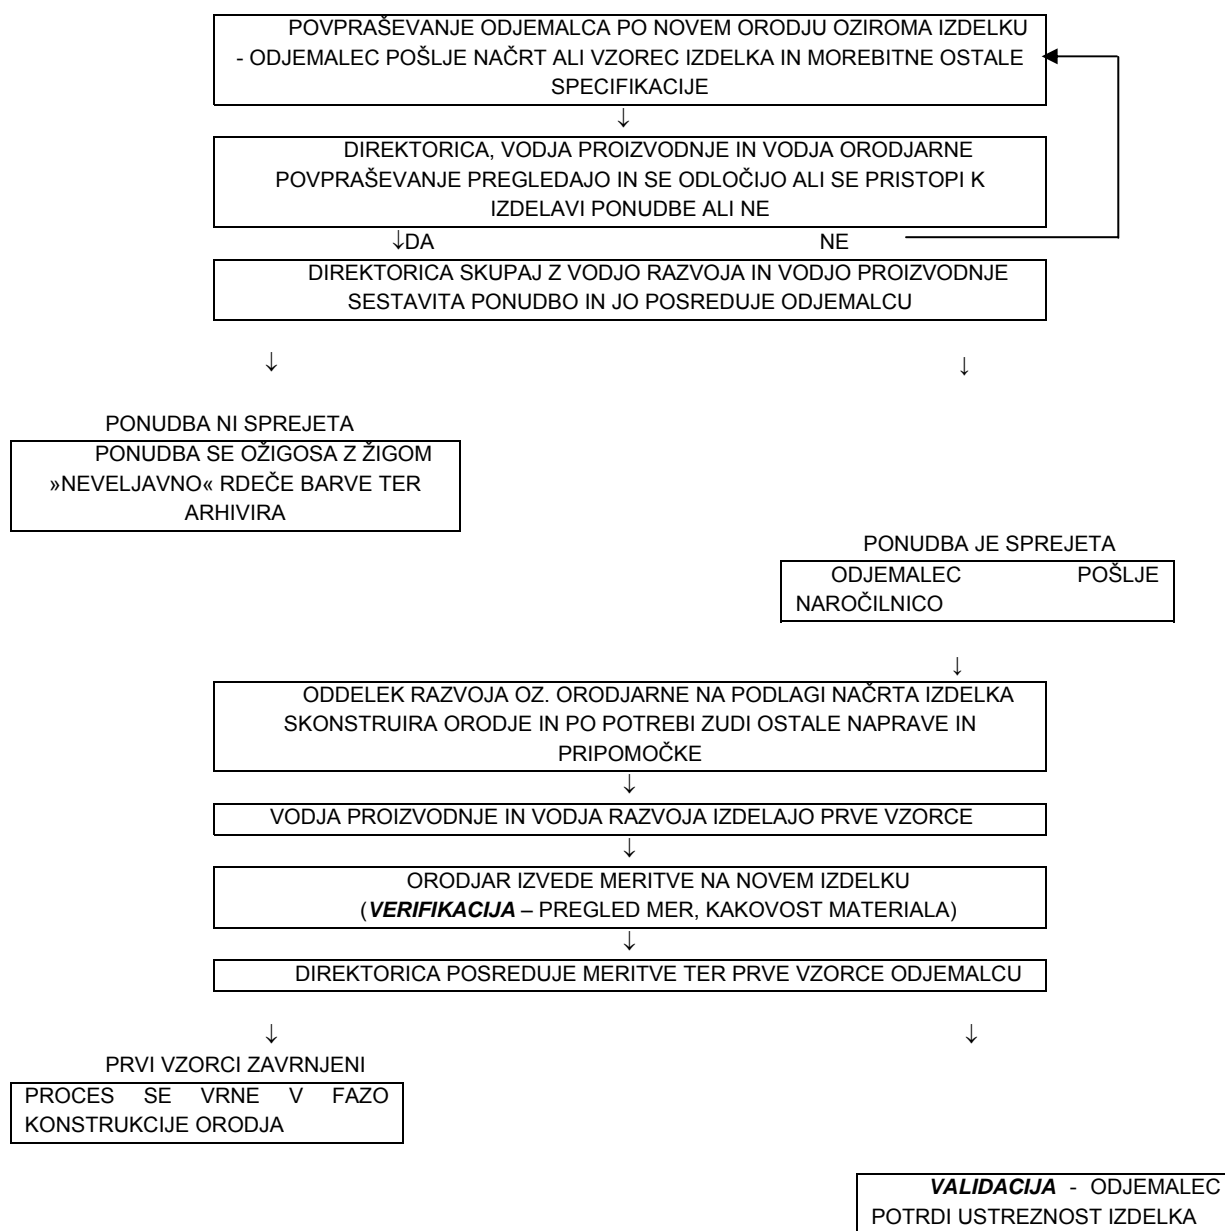 POVPRAŠEVANJE ODJEMALCA PO NOVEM ORODJU OZIROMA IZDELKU
- ODJEMALEC POŠLJE NAČRT ALI VZOREC IZDELKA IN MOREBITNE OSTALE
SPECIFIKACIJE
↓
DIREKTORICA, VODJA PROIZVODNJE IN VODJA ORODJARNE
POVPRAŠEVANJE PREGLEDAJO IN SE ODLOČIJO ALI SE PRISTOPI K
IZDELAVI PONUDBE ALI NE
↓DA NE
DIREKTORICA SKUPAJ Z VODJO RAZVOJA IN VODJO PROIZVODNJE
SESTAVITA PONUDBO IN JO POSREDUJE ODJEMALCU
↓ ↓
PONUDBA NI SPREJETA
PONUDBA SE OŽIGOSA Z ŽIGOM
»NEVELJAVNO« RDEČE BARVE TER
ARHIVIRA
PONUDBA JE SPREJETA
ODJEMALEC POŠLJE
NAROČILNICO
↓
ODDELEK RAZVOJA OZ. ORODJARNE NA PODLAGI NAČRTA IZDELKA
SKONSTRUIRA ORODJE IN PO POTREBI ZUDI OSTALE NAPRAVE IN
PRIPOMOČKE
↓
VODJA PROIZVODNJE IN VODJA RAZVOJA IZDELAJO PRVE VZORCE
↓
ORODJAR IZVEDE MERITVE NA NOVEM IZDELKU
(VERIFIKACIJA – PREGLED MER, KAKOVOST MATERIALA)
↓
DIREKTORICA POSREDUJE MERITVE TER PRVE VZORCE ODJEMALCU
↓ ↓
PRVI VZORCI ZAVRNJENI
PROCES SE VRNE V FAZO
KONSTRUKCIJE ORODJA
VALIDACIJA - ODJEMALEC
POTRDI USTREZNOST IZDELKA